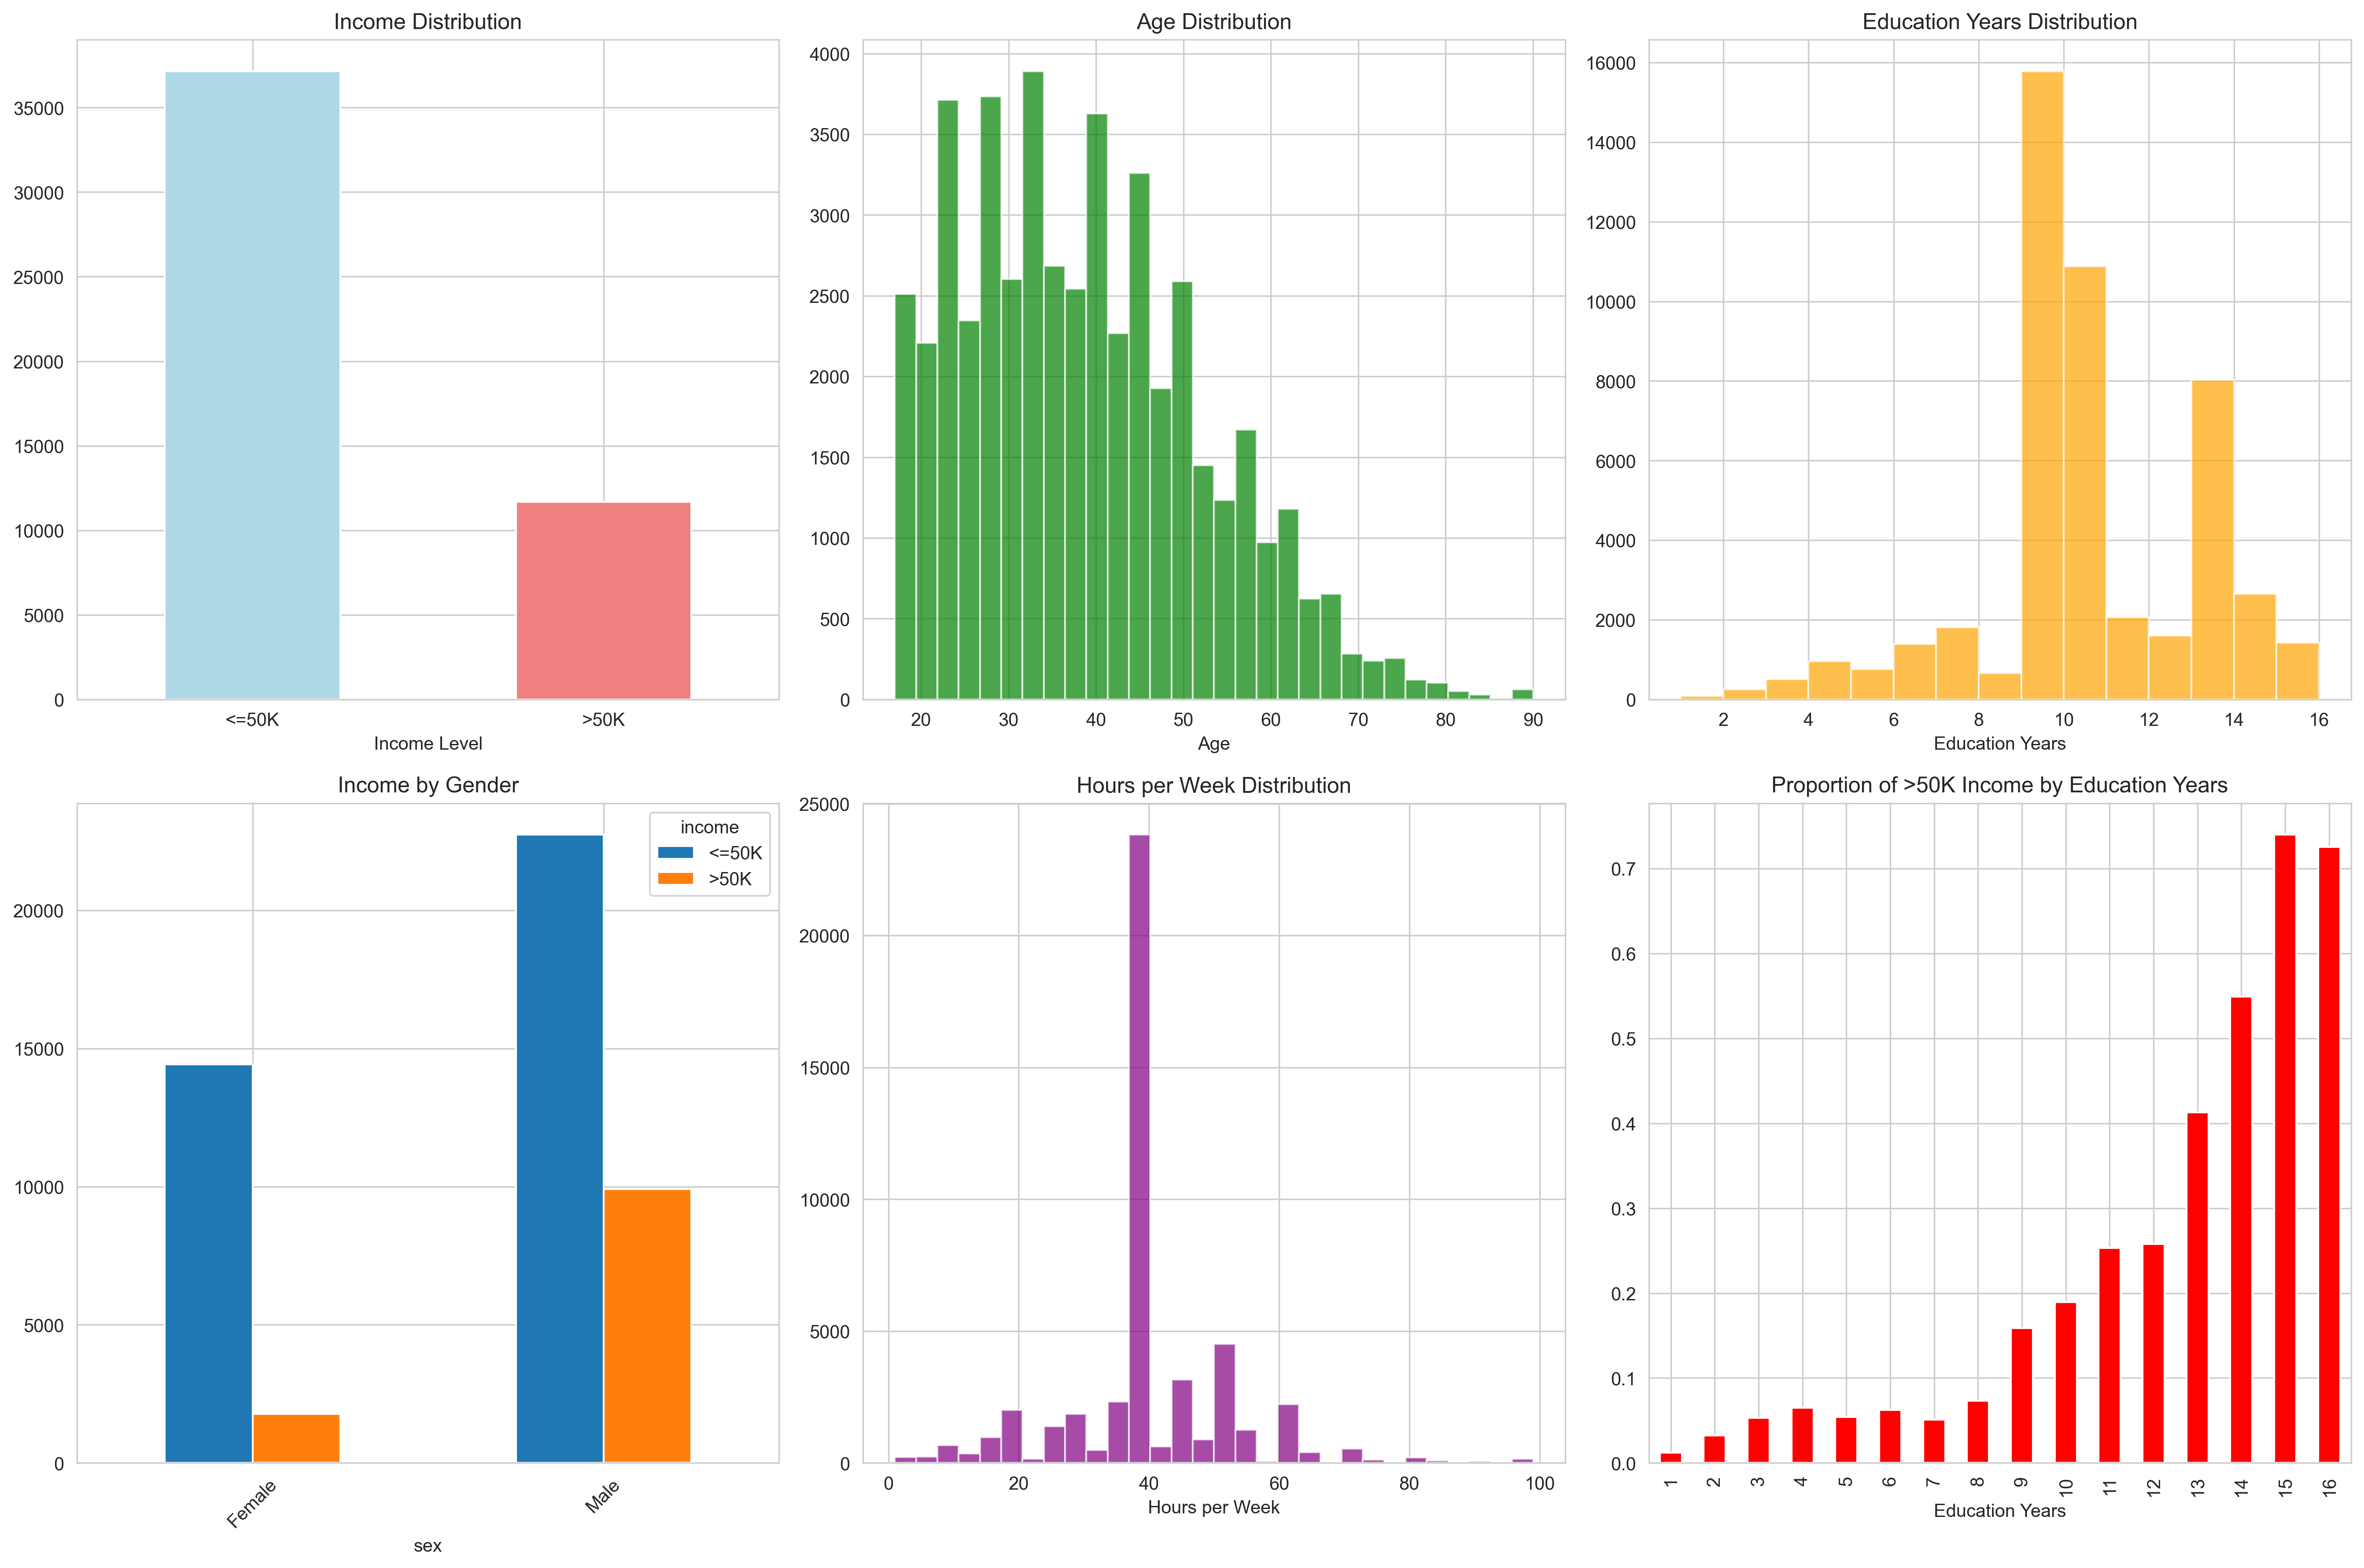 Income Distribution
35000
30000
25000
20000
15000
10000
5000
0
<=50K >50K
Income Level
Age Distribution
4000
3500
3000
2500
2000
1500
1000
500
0
20 30 40 50 60 70 80 90
Age
Education Years Distribution
16000
14000
12000
10000
8000
6000
4000
2000
0
2 4 6 8 10 12 14 16
Education Years
Income by Gender
income
<=50K
>50K
20000
15000
10000
5000
0
Female Male
sex
Hours per Week Distribution
25000
20000
15000
10000
5000
0
0 20 40 60 80 100
Hours per Week
Proportion of >50K Income by Education Years
0.7
0.6
0.5
0.4
0.3
0.2
0.1
0.0
1 2 3 4 5 6 7 8 9 10 11 12 13 14 15 16
Education Years